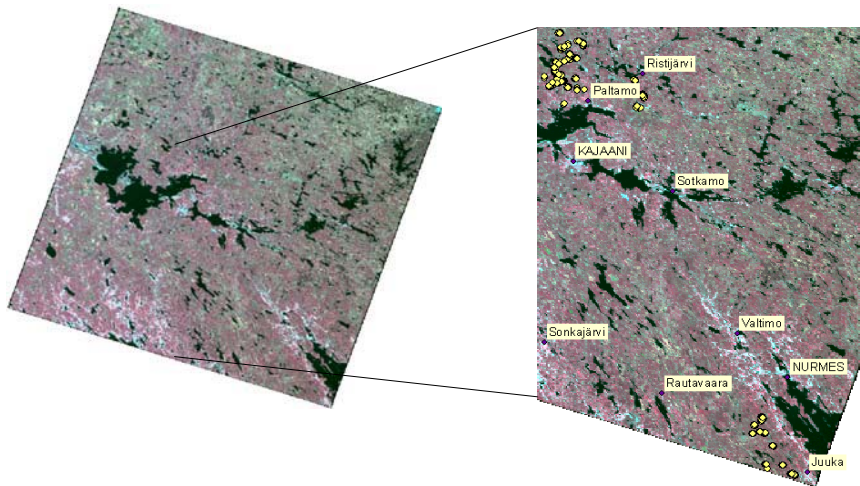 Ristijärvi
Paltamo
KAJAANI
Sotkamo
Valtimo
Sonkajärvi
NURMES
Rautavaara
Juuka